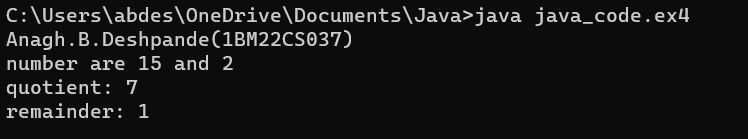 C:\Users\abdes\OneDrive\Documents\Java>java java_code.ex4
Anagh.B.Deshpande(1BM22CS037)
number are 15 and 2
quotient: 7
remainder: 1